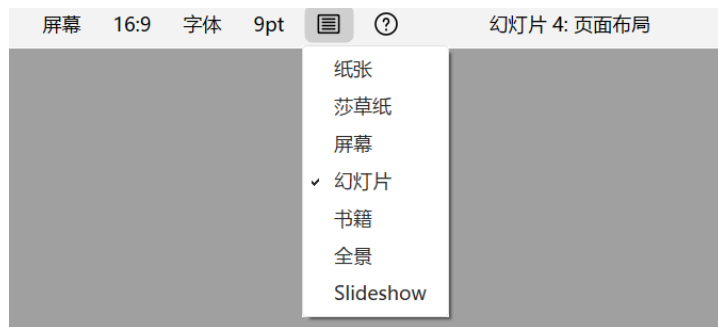 屏幕 16:9 字体 9pt 幻灯片 4: 页面布局
纸张
莎草纸
屏幕
幻灯片
书籍
全景
Slideshow